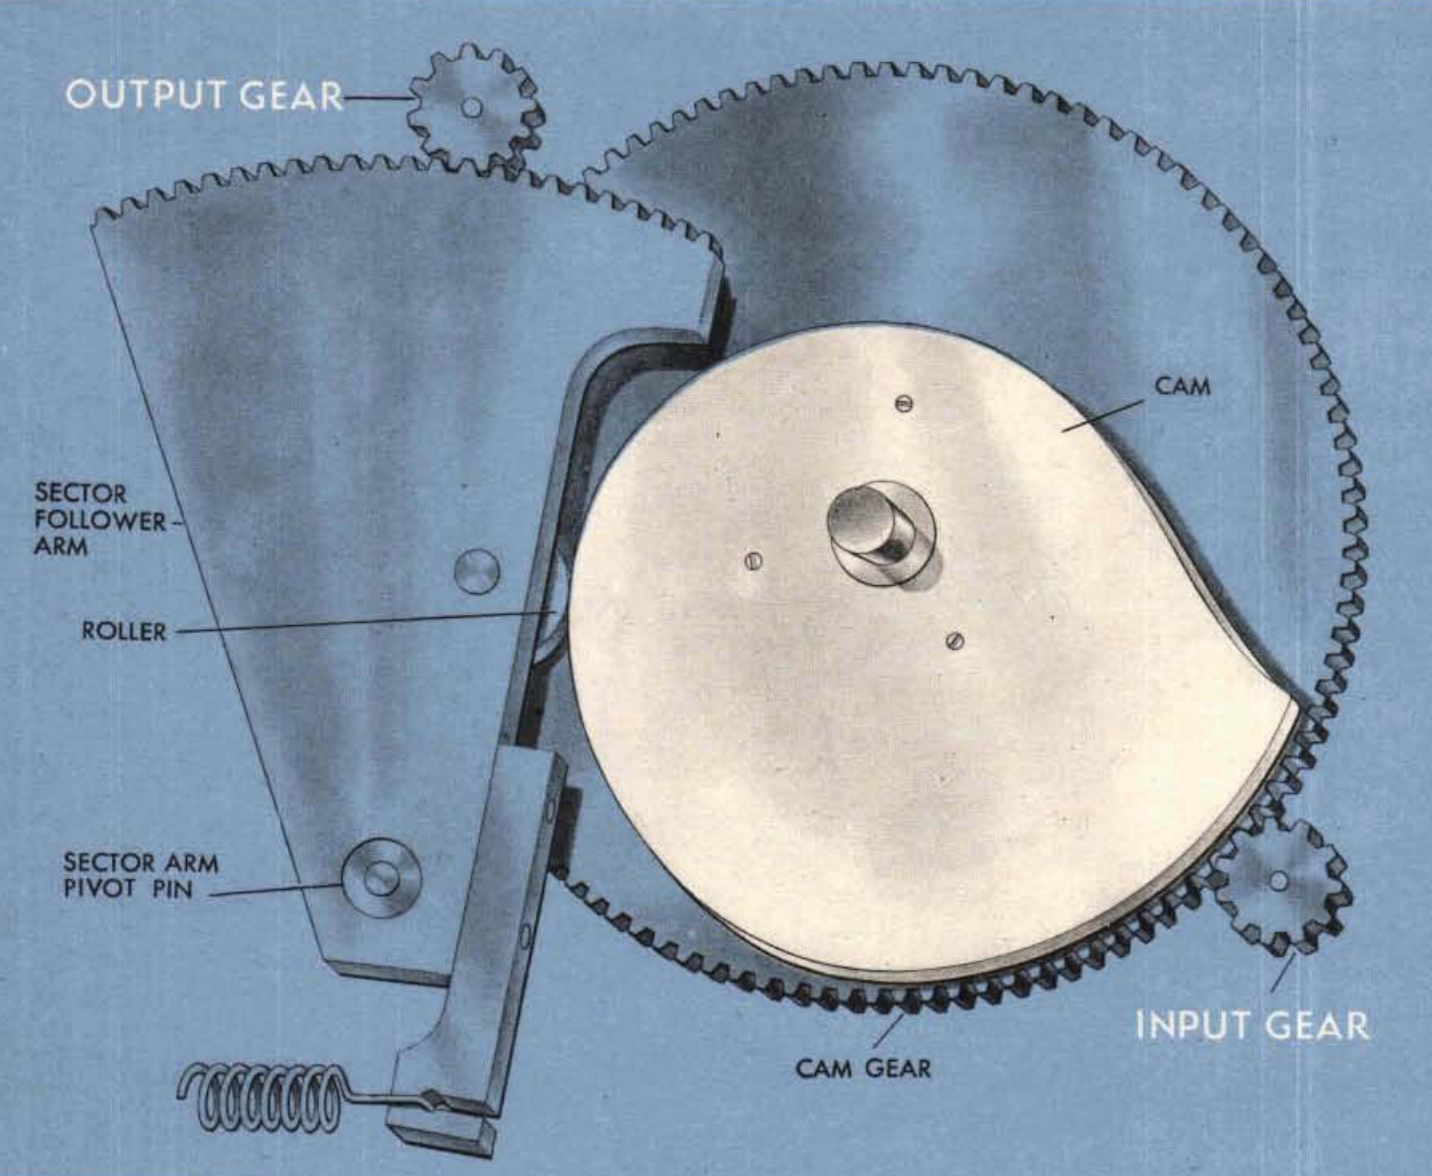 OUTPUT GEAR
CAM
SECTOR
FOLLOWER
ARM
ROLLER
SECTOR ARM
PIVOT PIN
INPUT GEAR
CAM GEAR